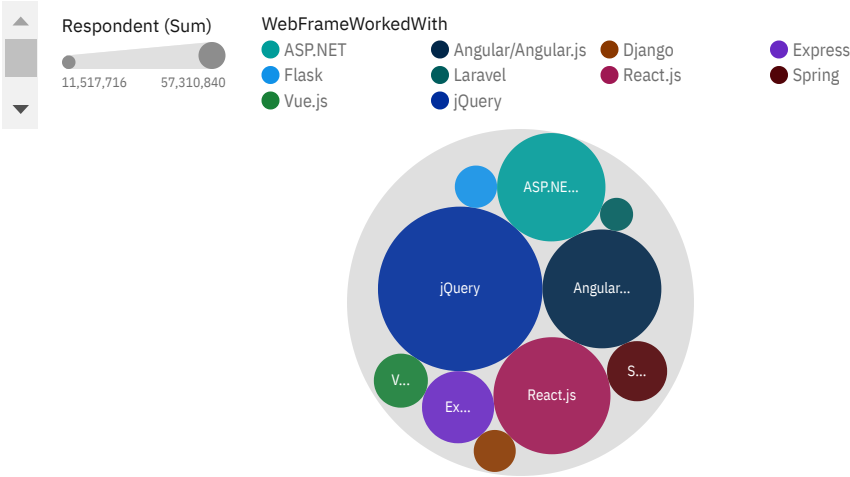 Respondent (Sum)
11,517,716 57,310,840
WebFrameWorkedWith
ASP.NET Angular/Angular.js Django Express
Flask Laravel React.js Spring
Vue.js jQuery
ASP.NE...
jQuery
Angular...
V...
Ex...
React.js
S...